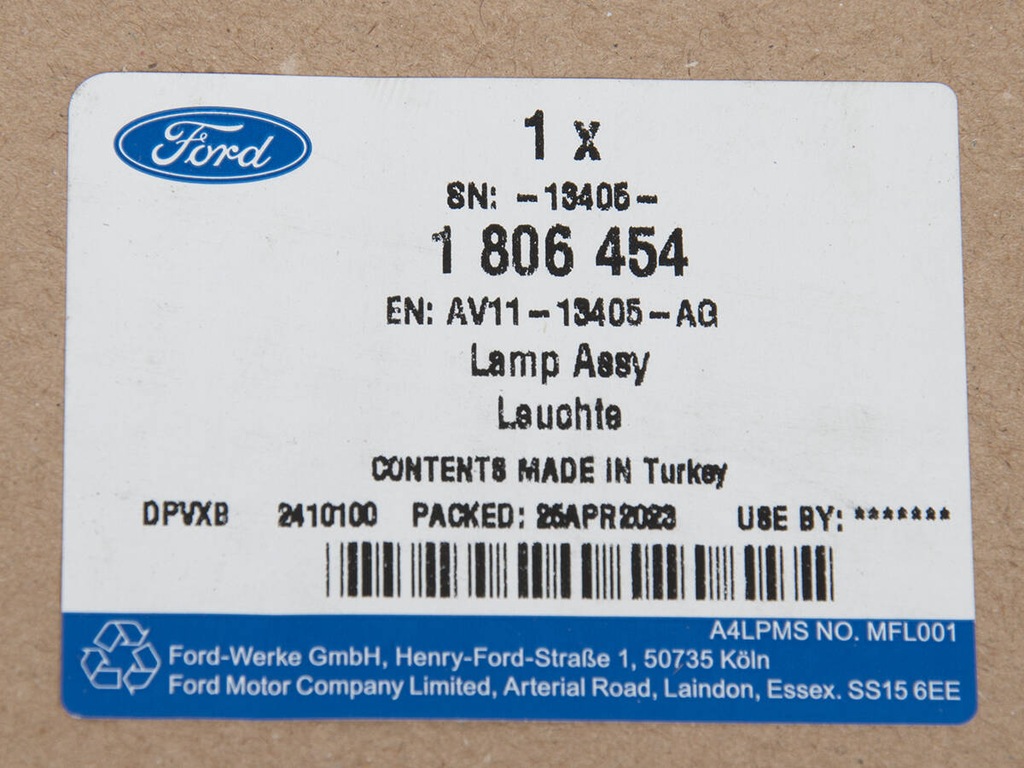 Ford
1 x
SN: -13405-
1 806 454
EN: AV11-13405-AG
Lamp Assy
Leuchte
CONTENTS MADE IN Turkey
DPVXB 2410100 PACKED: 25APR2023 USE BY: *******
A4LPMS NO. MFL001
Ford-Werke GmbH, Henry-Ford-Straße 1, 50735 Köln
Ford Motor Company Limited, Arterial Road, Laindon, Essex. SS15 6EE